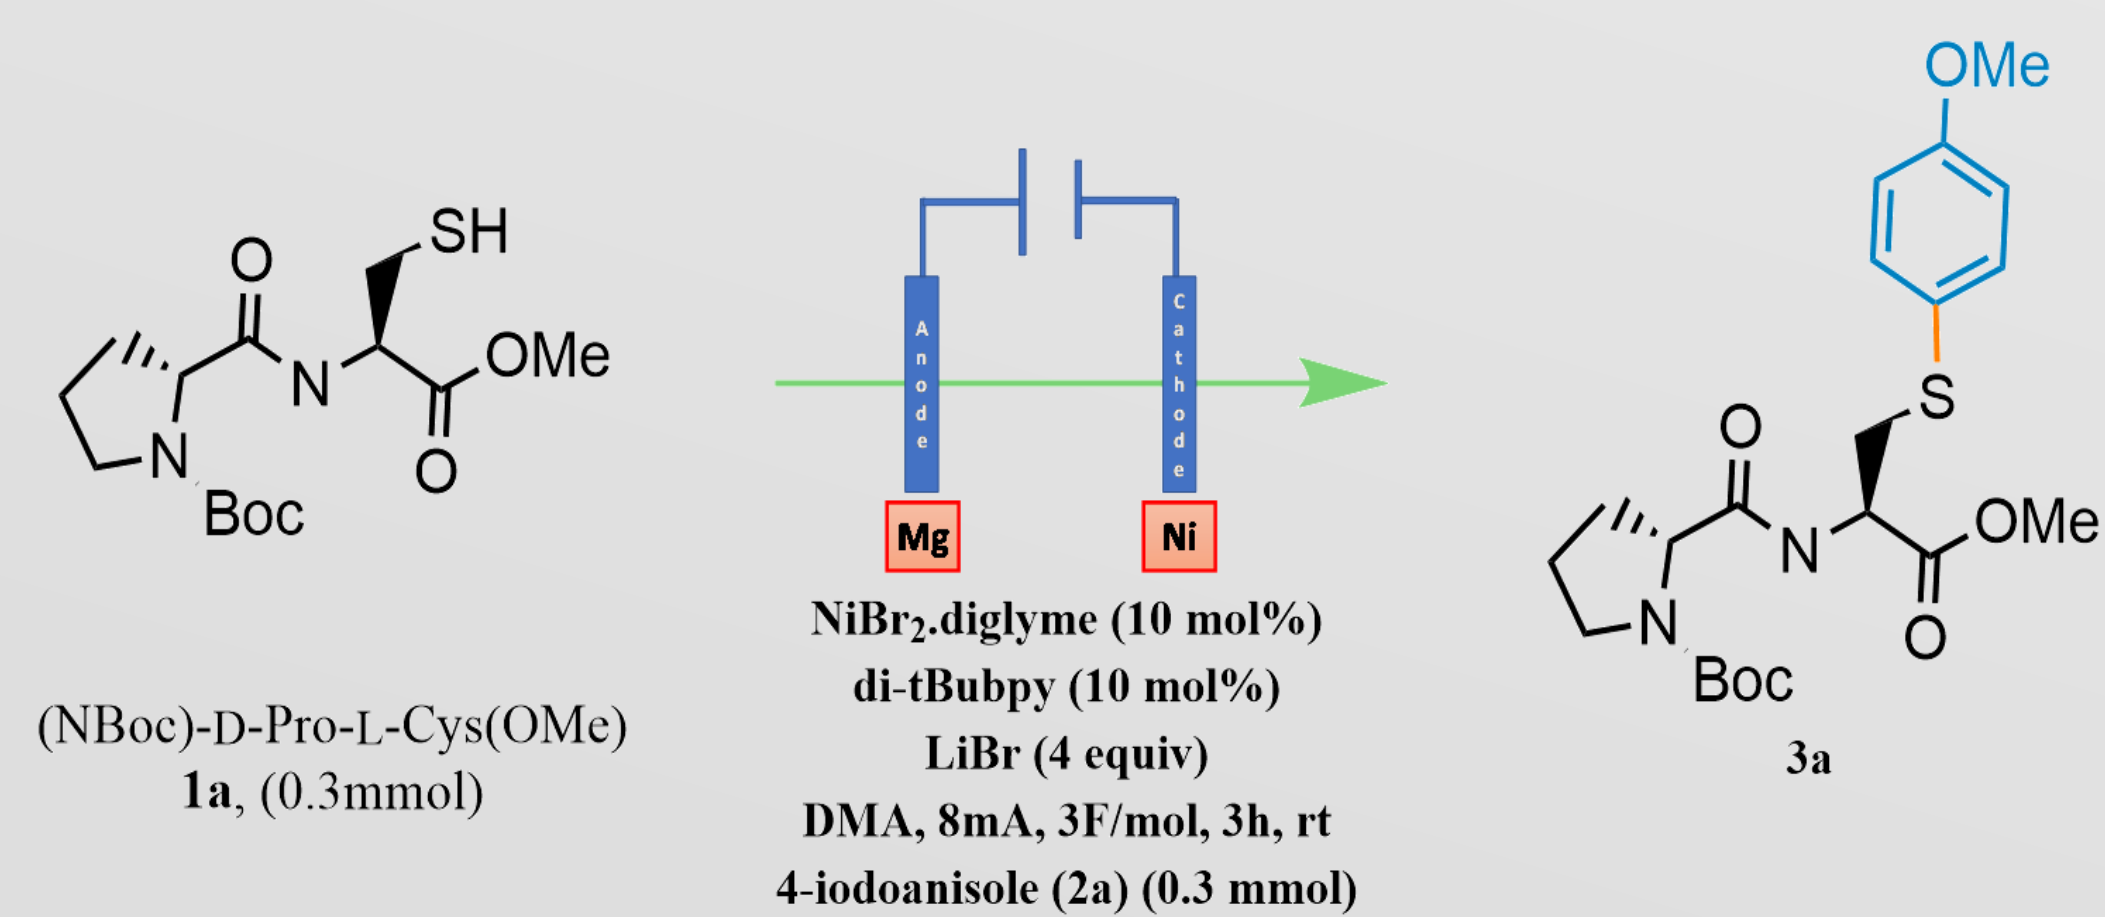 SH
O
OMe
N
O
N
Boc
(NBoc)-D-Pro-L-Cys(OMe)
1a, (0.3mmol)
Anode
Cathode
Mg
Ni
NiBr₂.diglyme (10 mol%)
di-tBubpy (10 mol%)
LiBr (4 equiv)
DMA, 8mA, 3F/mol, 3h, rt
4-iodoanisole (2a) (0.3 mmol)
OMe
S
O
OMe
N
O
N
Boc
3a